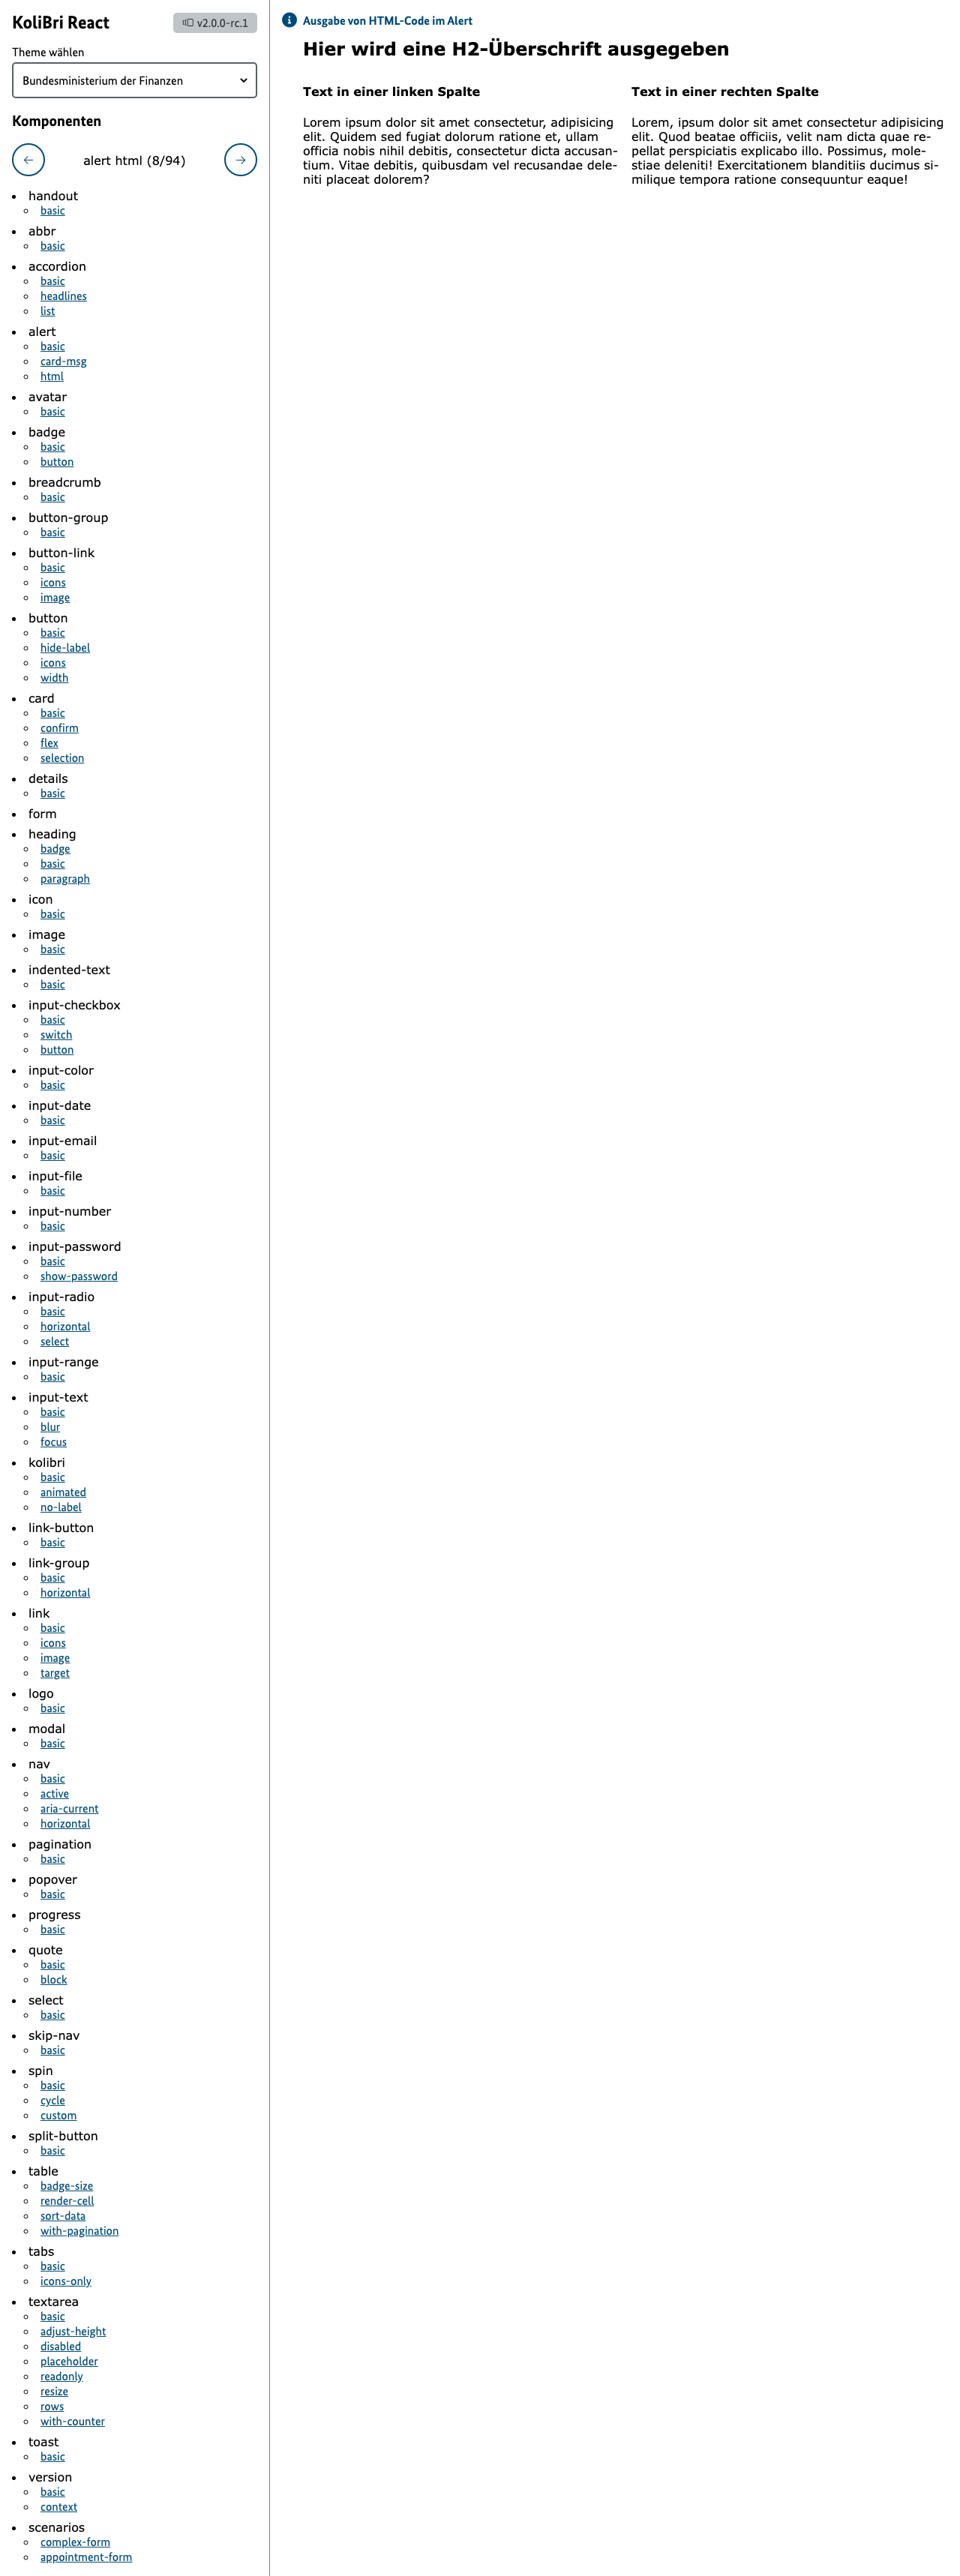 KoliBri React
v2.0.0-rc.1
Theme wählen
Bundesministerium der Finanzen
Komponenten
alert html (8/94)
handout
basic
abbr
basic
accordion
basic
headlines
list
alert
basic
card-msg
html
avatar
basic
badge
basic
button
breadcrumb
basic
button-group
basic
button-link
basic
icons
image
button
basic
hide-label
icons
width
card
basic
confirm
flex
selection
details
basic
form
heading
badge
basic
paragraph
icon
basic
image
basic
indented-text
basic
input-checkbox
basic
switch
button
input-color
basic
input-date
basic
input-email
basic
input-file
basic
input-number
basic
input-password
basic
show-password
input-radio
basic
horizontal
select
input-range
basic
input-text
basic
blur
focus
kolibri
basic
animated
no-label
link-button
basic
link-group
basic
horizontal
link
basic
icons
image
target
logo
basic
modal
basic
nav
basic
active
aria-current
horizontal
pagination
basic
popover
basic
progress
basic
quote
basic
block
select
basic
skip-nav
basic
spin
basic
cycle
custom
split-button
basic
table
badge-size
render-cell
sort-data
with-pagination
tabs
basic
icons-only
textarea
basic
adjust-height
disabled
placeholder
readonly
resize
rows
with-counter
toast
basic
version
basic
context
scenarios
complex-form
appointment-form
Ausgabe von HTML-Code im Alert
Hier wird eine H2-Überschrift ausgegeben
Text in einer linken Spalte
Lorem ipsum dolor sit amet consectetur, adipisicing
elit. Quidem sed fugiat dolorum ratione et, ullam
officia nobis nihil debitis, consectetur dicta accusan-
tium. Vitae debitis, quibusdam vel recusandae dele-
niti placeat dolorem?
Text in einer rechten Spalte
Lorem, ipsum dolor sit amet consectetur adipisicing
elit. Quod beatae officiis, velit nam dicta quae re-
pellat perspiciatis explicabo illo. Possimus, mole-
stiae deleniti! Exercitationem blanditiis ducimus si-
milique tempora ratione consequuntur eaque!